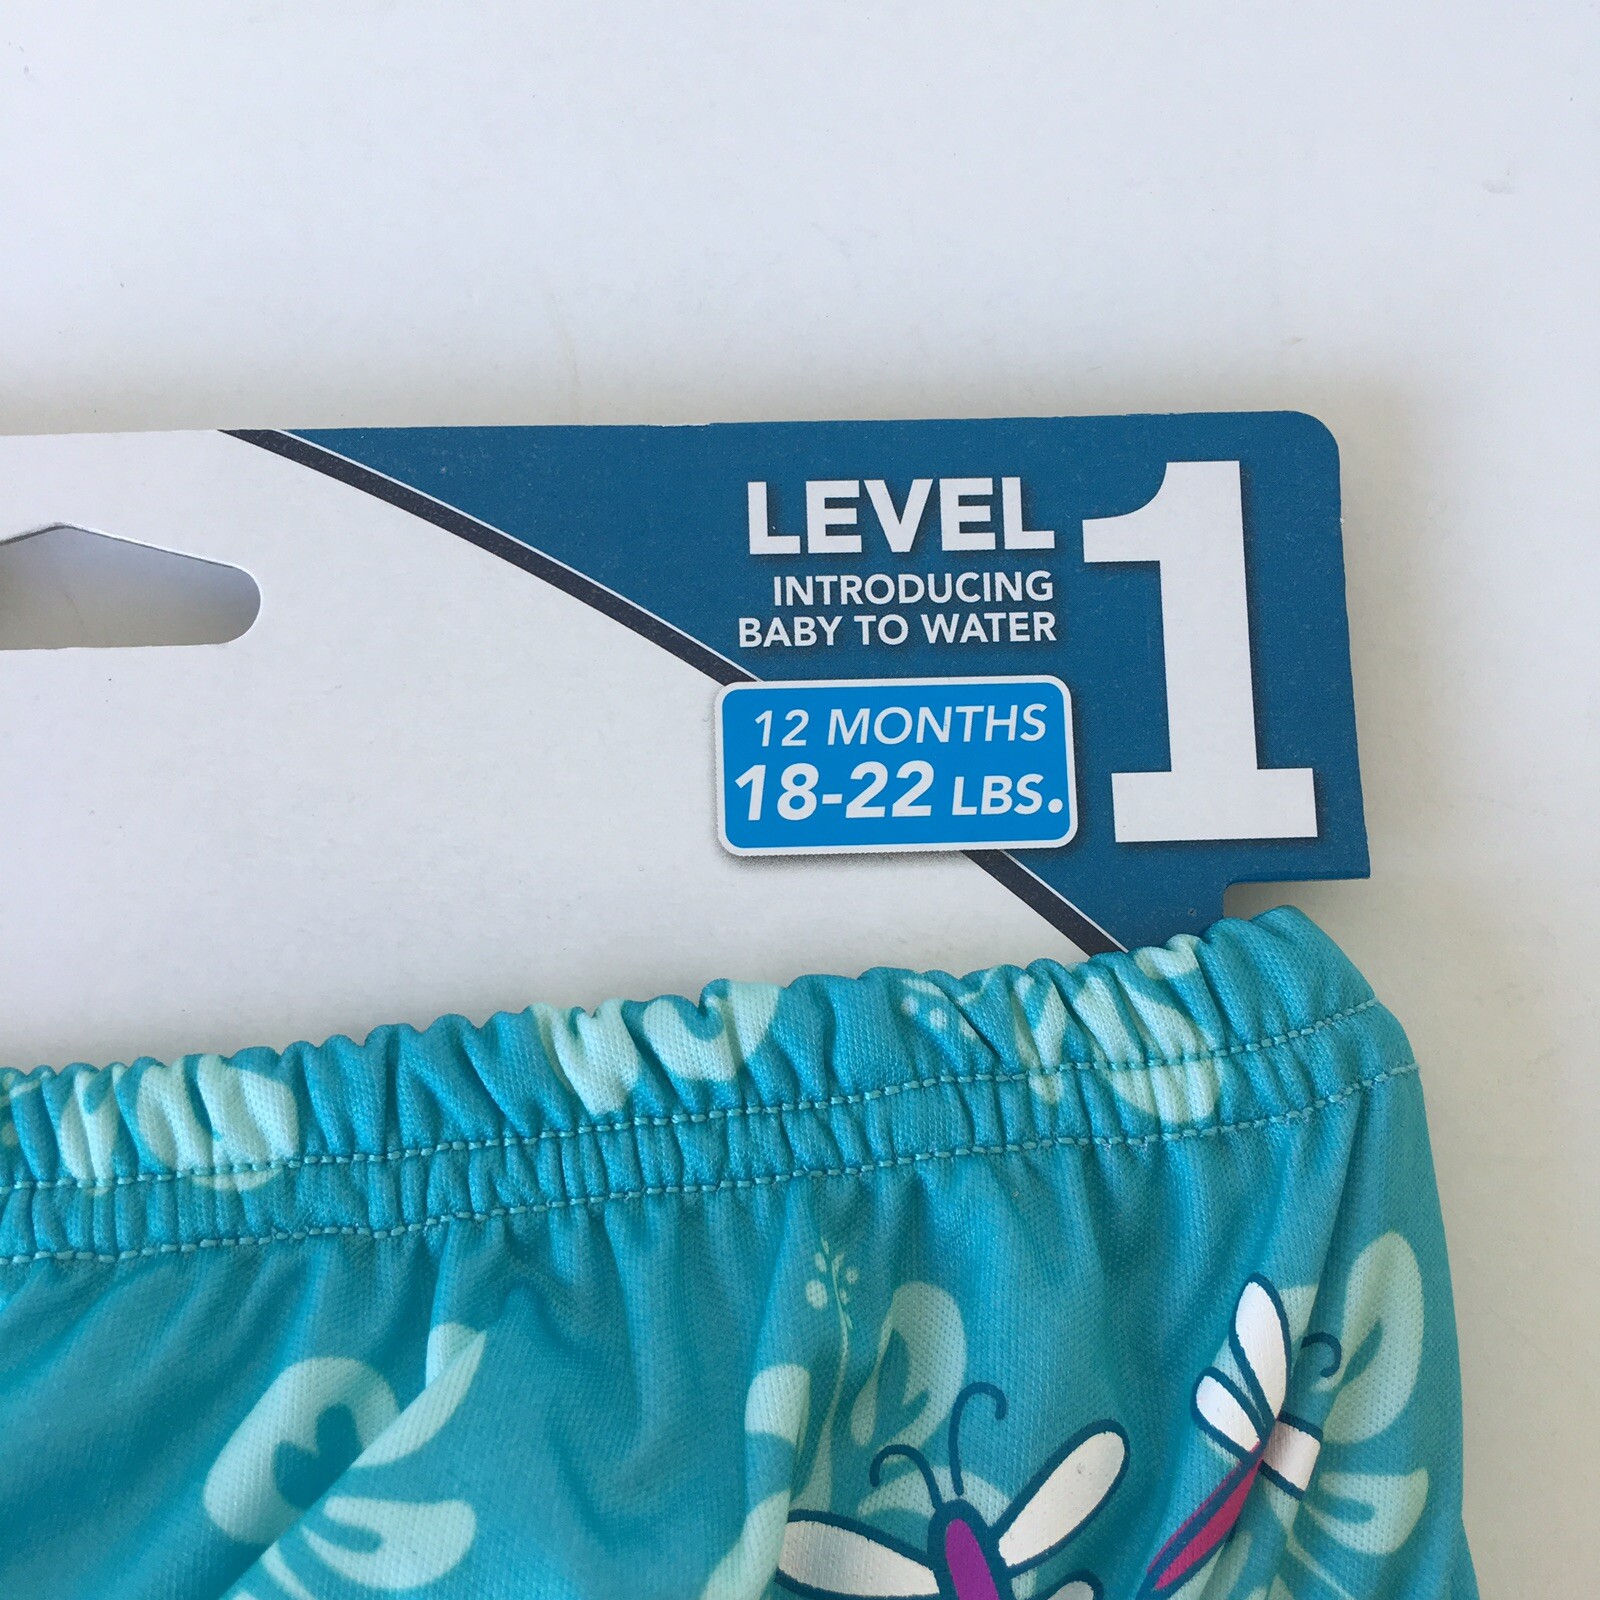 LEVEL 1
INTRODUCING
BABY TO WATER
12 MONTHS
18-22 LBS.